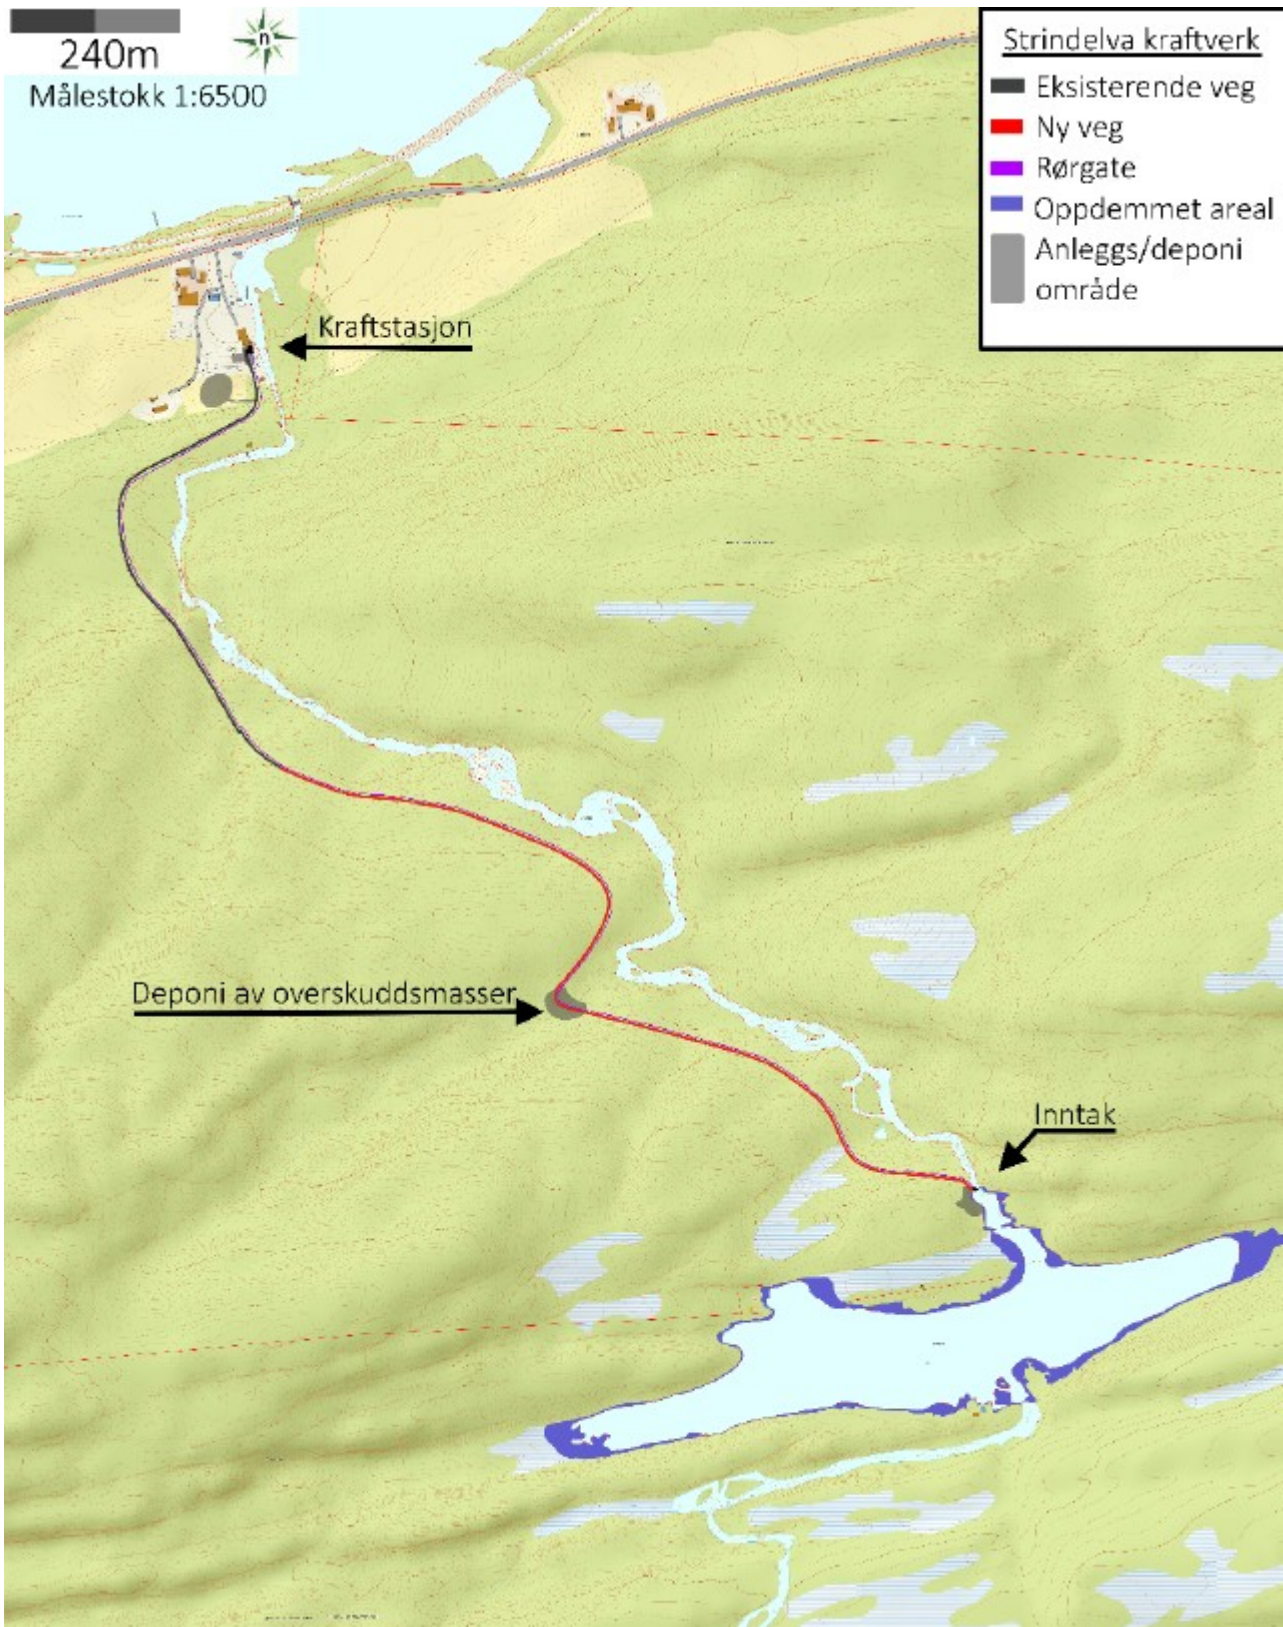 n
240m
Målestokk 1:6500
Strindelva kraftverk
Eksisterende veg
Ny veg
Rørgate
Oppdemmet areal
Anleggs/deponi
område
Kraftstasjon
Deponi av overskuddsmasser
Inntak